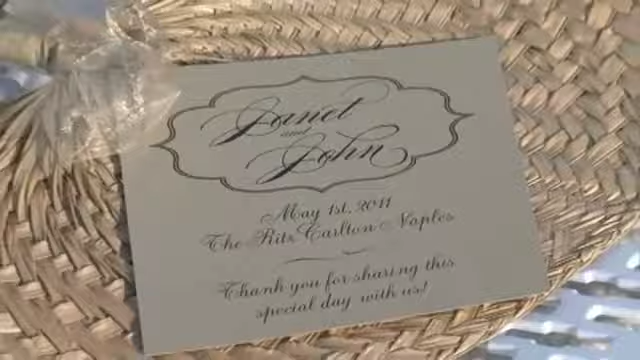 Janet
and
John
May 1st, 2011
The Ritz Carlton Naples
Thank you for sharing this
special day with us!